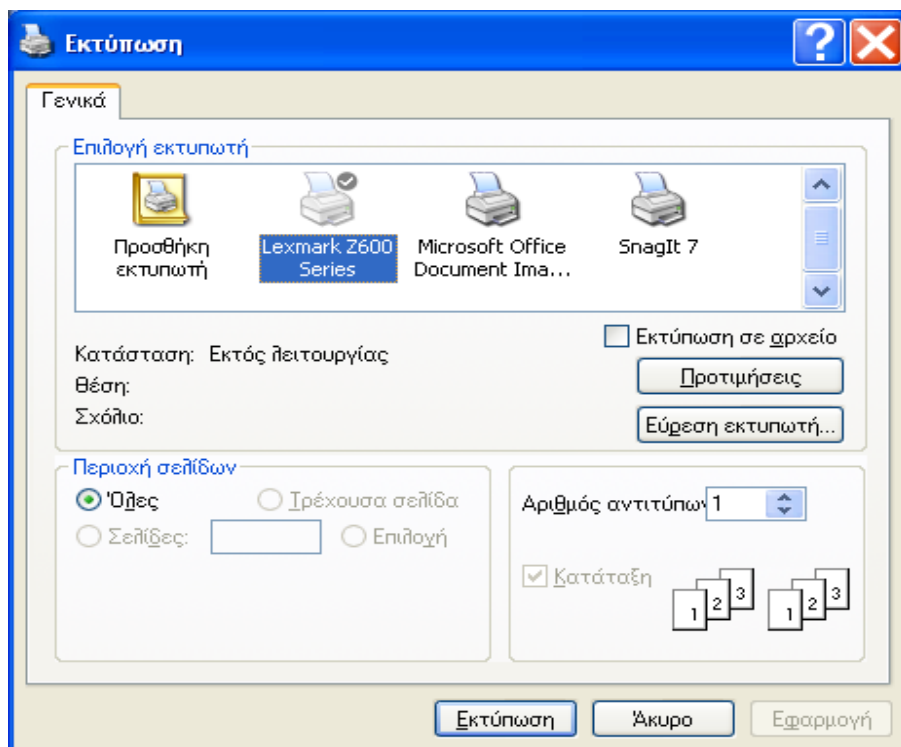 Εκτύπωση
Γενικά
Επιλογή εκτυπωτή
Προσθήκη εκτυπωτή
Lexmark Z600 Series
Microsoft Office Document Ima...
SnagIt 7
Κατάσταση: Εκτός λειτουργίας
Θέση:
Σχόλιο:
Εκτύπωση σε αρχείο
Προτιμήσεις
Εύρεση εκτυπωτή...
Περιοχή σελίδων
Όλες
Τρέχουσα σελίδα
Σελίδες:
Επιλογή
Αριθμός αντιτύπων
1
Κατάταξη
1 2 3 1 2 3
Εκτύπωση
Άκυρο
Εφαρμογή